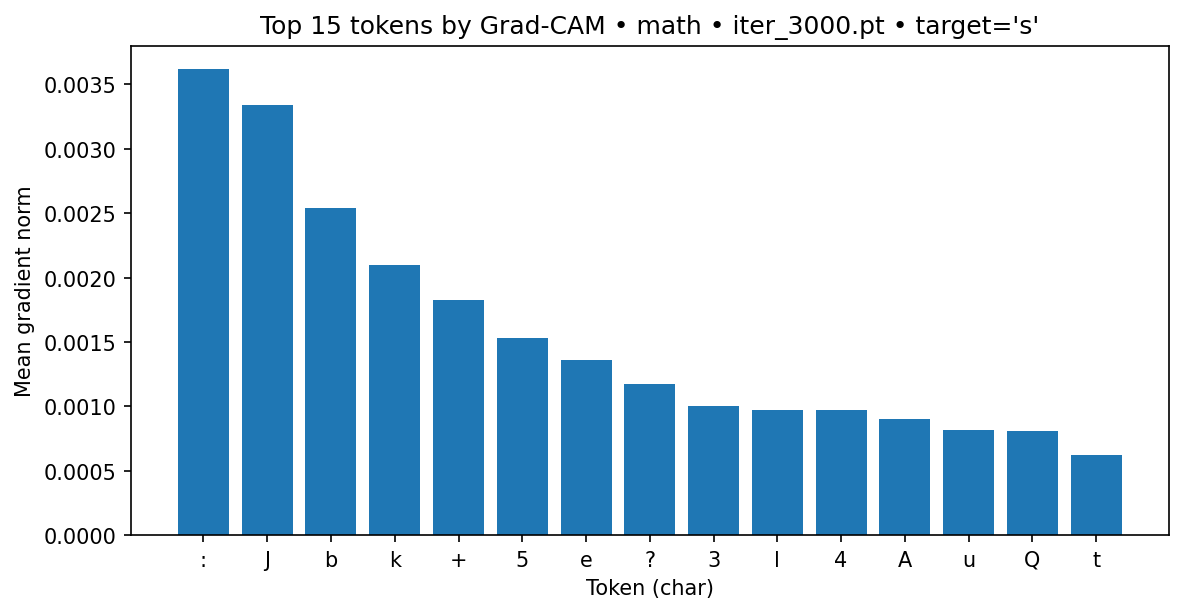 Top 15 tokens by Grad-CAM • math • iter_3000.pt • target='s'
Mean gradient norm
0.0035
0.0030
0.0025
0.0020
0.0015
0.0010
0.0005
0.0000
: J b k + 5 e ? 3 l 4 A u Q t
Token (char)